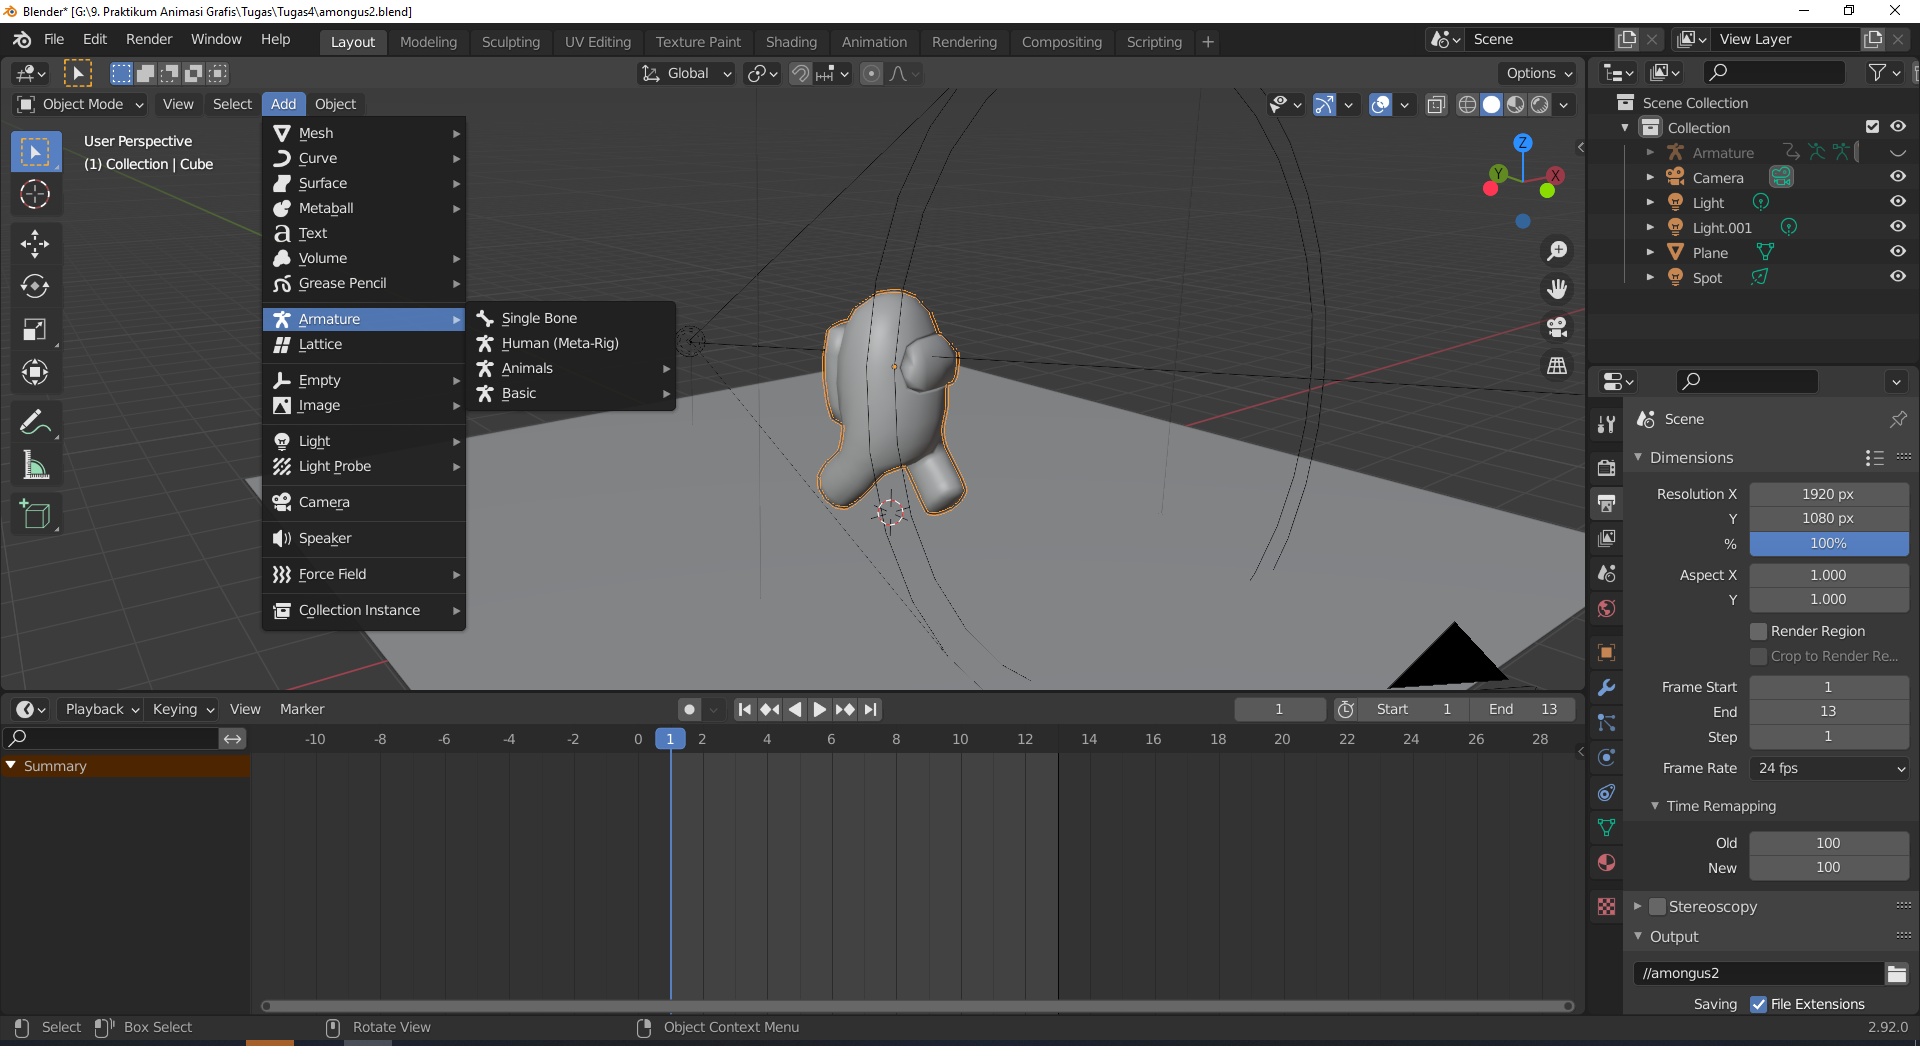 Blender* [G:\9. Praktikum Animasi Grafis\Tugas\Tugas4\amongus2.blend]
File Edit Render Window Help Layout Modeling Sculpting UV Editing Texture Paint Shading Animation Rendering Compositing Scripting + Scene View Layer
Global Options
Object Mode View Select Add Object
User Perspective
(1) Collection | Cube
Mesh
Curve
Surface
Metaball
Text
Volume
Grease Pencil
Armature
Lattice
Empty
Image
Light
Light Probe
Camera
Speaker
Force Field
Collection Instance
Single Bone
Human (Meta-Rig)
Animals
Basic
Z
Y
X
Scene Collection
Collection
Armature
Camera
Light
Light.001
Plane
Spot
Scene
Dimensions
Resolution X 1920 px
Y 1080 px
% 100%
Aspect X 1.000
Y 1.000
Render Region
Crop to Render Re...
Frame Start 1
End 13
Step 1
Frame Rate 24 fps
Time Remapping
Old 100
New 100
Stereoscopy
Output
//amongus2
Saving File Extensions
Playback Keying View Marker 1 Start 1 End 13
-10 -8 -6 -4 -2 0 1 2 4 6 8 10 12 14 16 18 20 22 24 26 28
Summary
Select Box Select Rotate View Object Context Menu 2.92.0